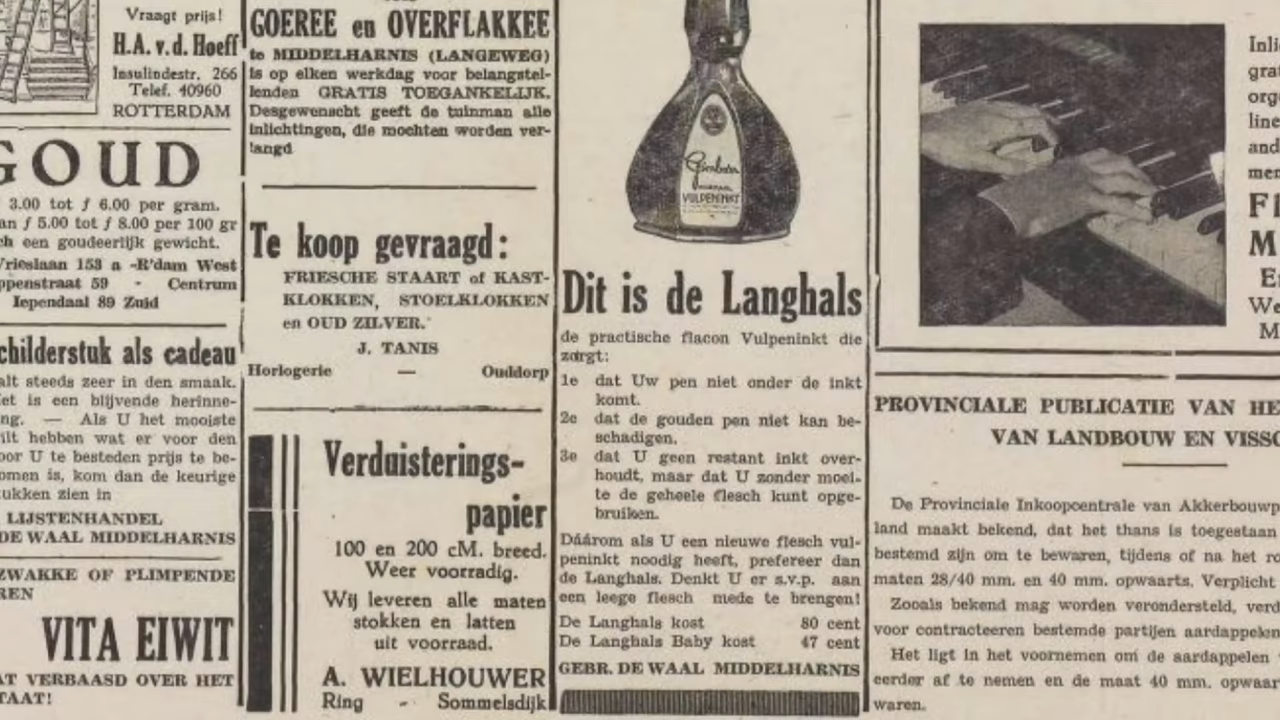 Vraagt prijs!
H.A. v. d. Hoeff
Insulindestr. 266
Telef. 40960
ROTTERDAM
GOUD
3.00 tot ƒ 6.00 per gram.
an ƒ 5.00 tot ƒ 8.00 per 100 gr
ch een goudeerlijk gewicht.
Vrieslaan 153 a -R'dam West
ppenstraat 59 - Centrum
Iependaal 89 Zuid
childerstuk als cadeau
alt steeds zeer in den smaak.
et is een blijvende herinne-
ng. — Als U het mooiste
ilt hebben wat er voor den
oor U te besteden prijs te be-
omen is, kom dan de keurige
tukken zien in
LIJSTENHANDEL
DE WAAL MIDDELHARNIS
ZWAKKE OF PLIMPENDE
REN
VITA EIWIT
AT VERBAASD OVER HET
TAAT!
GOEREE en OVERFLAKKEE
te MIDDELHARNIS (LANGEWEG)
is op elken werkdag voor belangstel-
lenden GRATIS TOEGANKELIJK.
Desgewenscht geeft de tuinman alle
inlichtingen, die mochten worden ver-
langd
Te koop gevraagd:
FRIESCHE STAART of KAST-
KLOKKEN, STOELKLOKKEN
en OUD ZILVER.
J. TANIS
Horlogerie — Ouddorp
Verduisterings-
papier
100 en 200 cM. breed.
Weer voorradig.
Wij leveren alle maten
stokken en latten
uit voorraad.
A. WIELHOUWER
Ring - Sommelsdijk
Gimborn
VULPENINKT
Dit is de Langhals
de practische flacon Vulpeninkt die
zorgt:
1e dat Uw pen niet onder de inkt
komt.
2e dat de gouden pen niet kan be-
schadigen.
3e dat U geen restant inkt over-
houdt, maar dat U zonder moei-
te de geheele flesch kunt opge-
bruiken.
Dáárom als U een nieuwe flesch vul-
peninkt noodig heeft, prefereer dan
de Langhals. Denkt U er s.v.p. aan
een leege flesch mede te brengen!
De Langhals kost 80 cent
De Langhals Baby kost 47 cent
GEBR. DE WAAL MIDDELHARNIS
Inli
grat
orge
line
and
men
F
M
E
We
M
PROVINCIALE PUBLICATIE VAN HE
VAN LANDBOUW EN VISSC
De Provinciale Inkoopcentrale van Akkerbouwp
land maakt bekend, dat het thans is toegestaan
bestemd zijn om te bewaren, tijdens of na het ro
maten 28/40 mm. en 40 mm. opwaarts. Verplicht
Zooals bekend mag worden verondersteld, verd
voor contracteeren bestemde partijen aardappelen
Het ligt in het voornemen om de aardappelen
eerder af te nemen en de maat 40 mm. opwaar
waren.